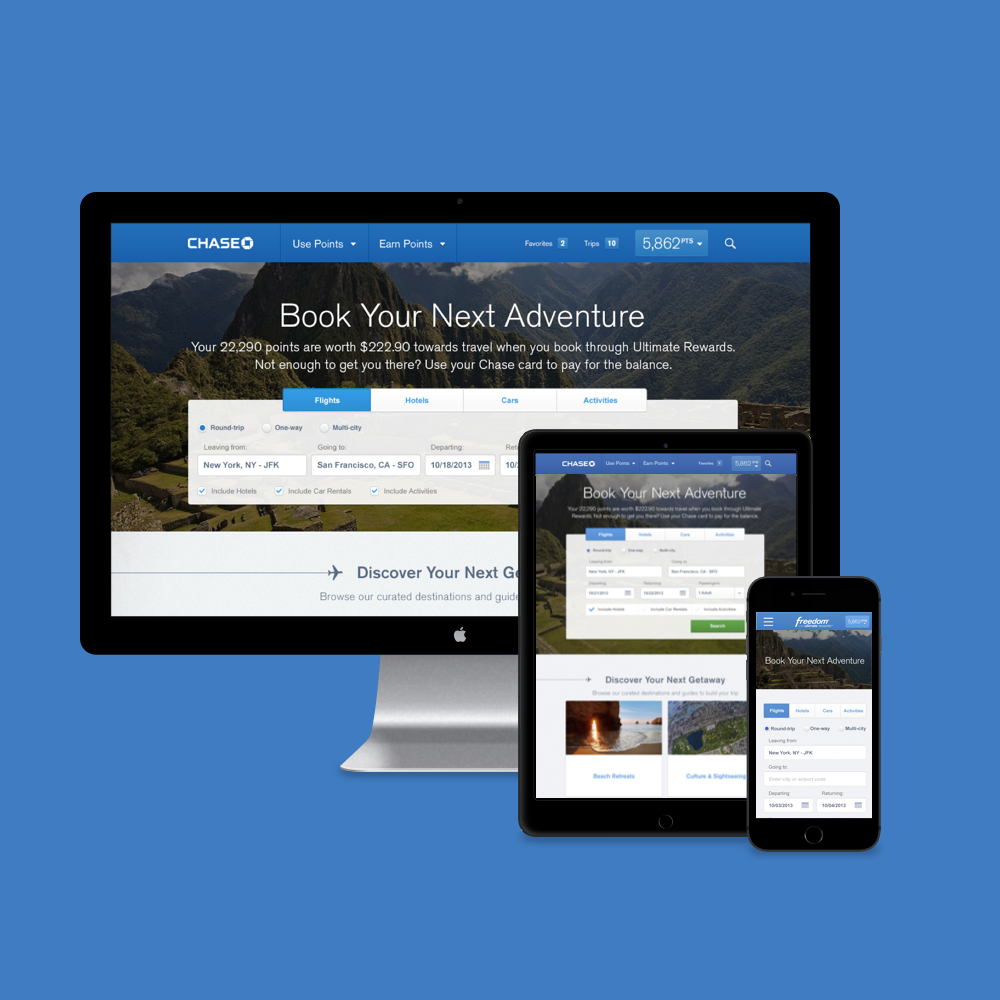 CHASE Use Points Earn Points Favorites 2 Trips 10 5,862 PTS
Book Your Next Adventure
Your 22,290 points are worth $222.90 towards travel when you book through Ultimate Rewards.
Not enough to get you there? Use your Chase card to pay for the balance.
Flights Hotels Cars Activities
Round-trip One-way Multi-city
Leaving from: Going to: Departing:
New York, NY - JFK San Francisco, CA - SFO 10/18/2013
Include Hotels Include Car Rentals Include Activities
Discover Your Next
Browse our curated destinations and
CHASE Use Points Earn Points Favorites 5,862
Book Your Next Adventure
Your 22,290 points are worth $222.90 towards travel when you book through Ultimate
Rewards. Not enough to get you there? Use your Chase card to pay for the balance.
Flights Hotels Cars Activities
Round-trip One-way Multi-city
Leaving from: Going to:
New York, NY - JFK San Francisco, CA - SFO
Departing: Returning: Passengers:
10/21/2013 10/23/2013 1 Adult
Include Hotels Include Car Rentals Include Activities
Search
Discover Your Next Getaway
Browse our curated destinations and guides to build your trip
Beach Retreats Culture & Sightseeing
freedom 5,862
Book Your Next Adventure
Flights Hotels Cars Activities
Round-trip One-way Multi-city
Leaving from:
New York, NY - JFK
Going to:
Enter city or airport code
Departing: Returning:
10/03/2013 10/04/2013